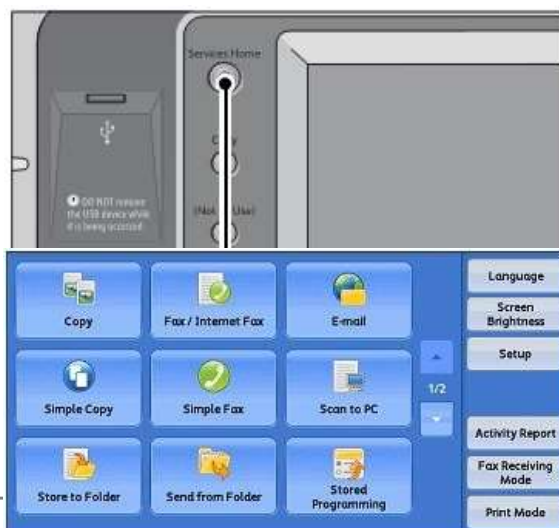 Services Home
Copy
(Not Use)
DO NOT remove
the USB device while
it is being accessed
Copy
Fax / Internet Fax
E-mail
Language
Screen
Brightness
Setup
Simple Copy
Simple Fax
Scan to PC
1/2
Activity Report
Fax Receiving
Mode
Print Mode
Store to Folder
Send from Folder
Stored
Programming